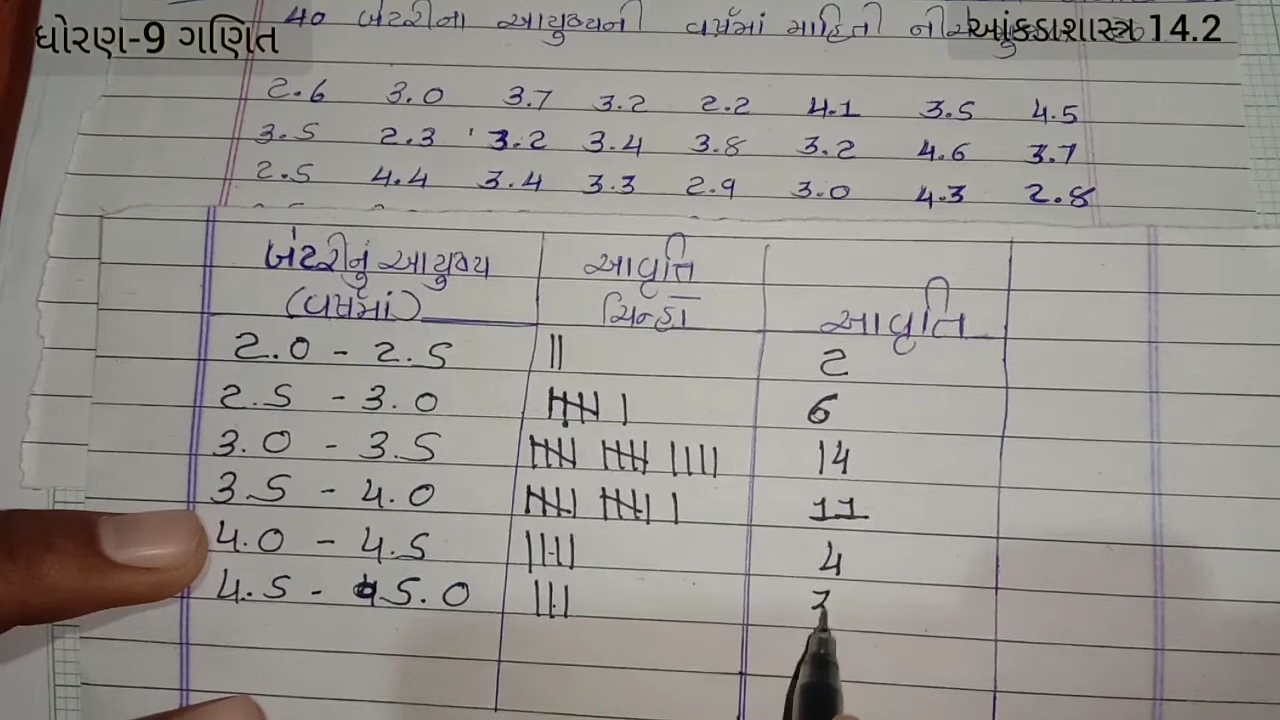 40 બેટરીના આયુષ્યની વર્ષમાં માહિતી
ધોરણ-9 ગણિત
આંકડાશાસ્ત્ર 14.2
2.6 3.0 3.7 3.2 2.2 4.1 3.5 4.5
3.5 2.3 3.2 3.4 3.8 3.2 4.6 3.7
2.5 4.4 3.4 3.3 2.9 3.0 4.3 2.8
બેટરીનું આયુષ્ય આવૃત્તિ
(વર્ષમાં) ચિન્હો આવૃતિ
2.0 - 2.5 || 2
2.5 - 3.0 |||| | 6
3.0 - 3.5 |||| |||| |||| 14
3.5 - 4.0 |||| |||| | 11
4.0 - 4.5 |||| 4
4.5 - 5.0 ||| 3